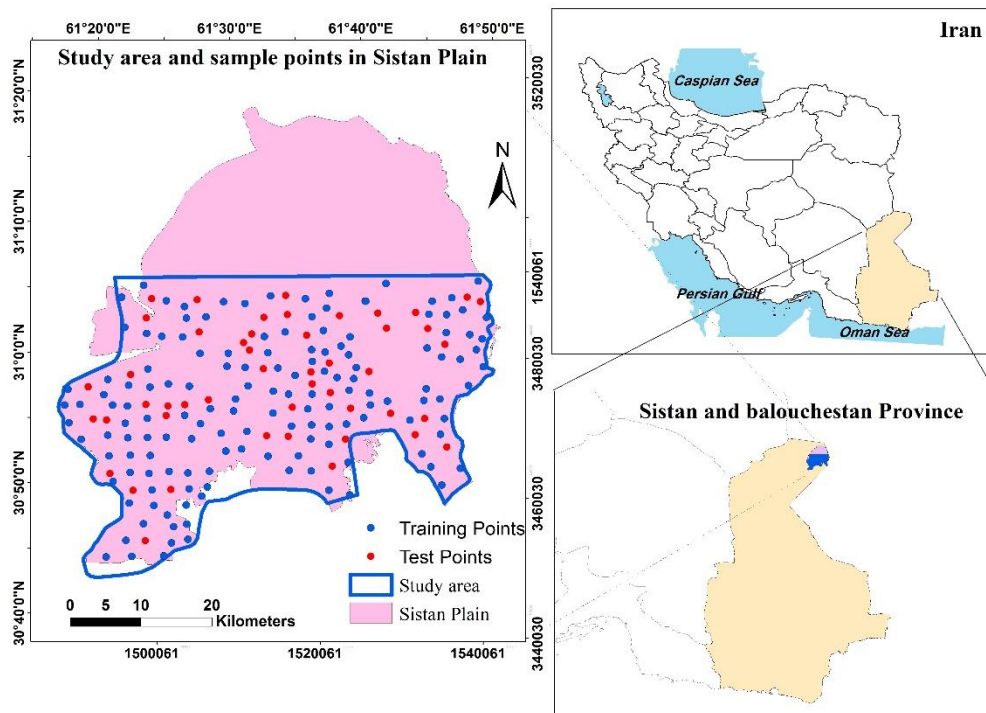 61°20'0"E 61°30'0"E 61°40'0"E 61°50'0"E
Study area and sample points in Sistan Plain
N
31°20'0"N
31°10'0"N
31°0'0"N
30°50'0"N
30°40'0"N
3520030
1540061
3480030
3460030
3440030
Training Points
Test Points
Study area
Sistan Plain
0 5 10 20
Kilometers
1500061 1520061 1540061
Iran
Caspian Sea
Persian Gulf
Oman Sea
Sistan and balouchestan Province